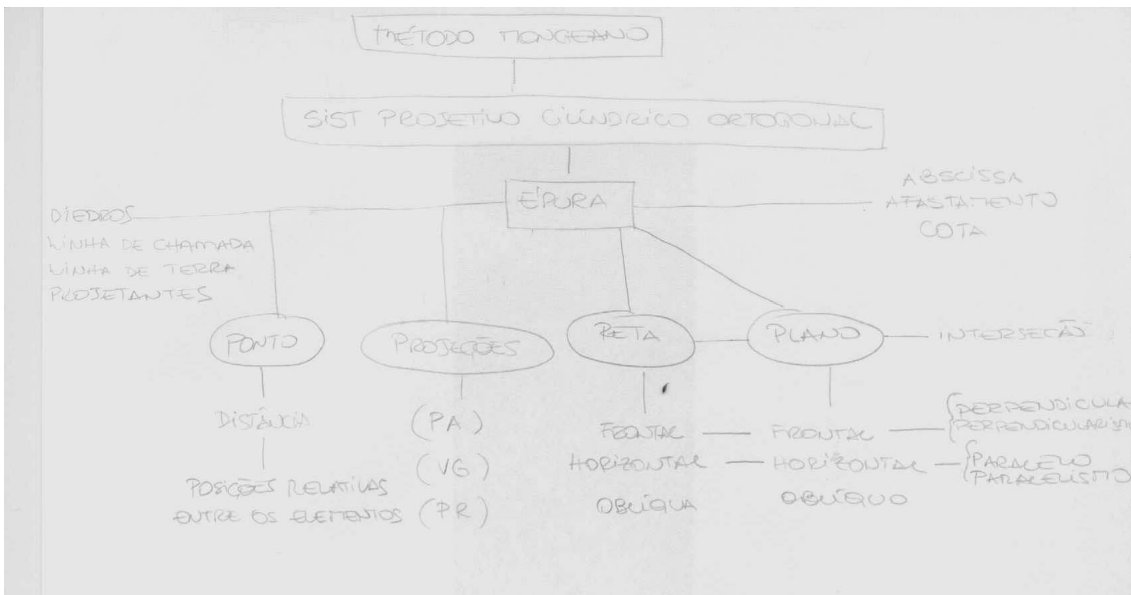 MÉTODO MONGEANO
SIST PROJETIVO CILÍNDRICO ORTOGONAL
ÉPURA
ABSCISSA
AFASTAMENTO
COTA
DIEDROS
LINHA DE CHAMADA
LINHA DE TERRA
PROJETANTES
PONTO
PROJEÇÕES
RETA
PLANO
INTERSEÇÃO
DISTÂNCIA
POSIÇÕES RELATIVAS
ENTRE OS ELEMENTOS
(PA)
(VG)
(PR)
FRONTAL
HORIZONTAL
OBLÍQUA
FRONTAL
HORIZONTAL
OBLÍQUO
PERPENDICULA
PERPENDICULARISM
PARALELO
PARALELISMO